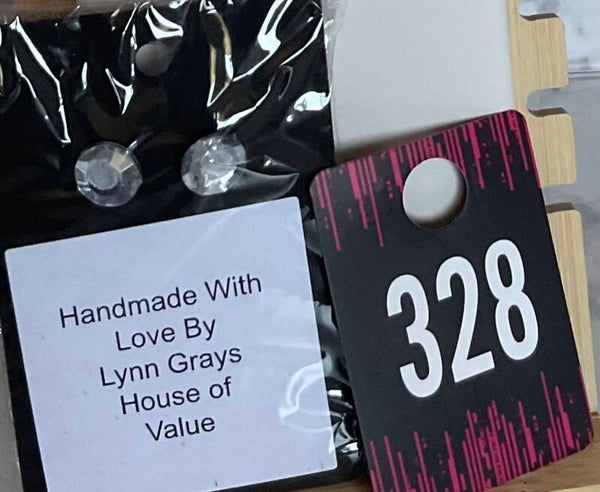 Handmade With
Love By
Lynn Grays
House of
Value
328